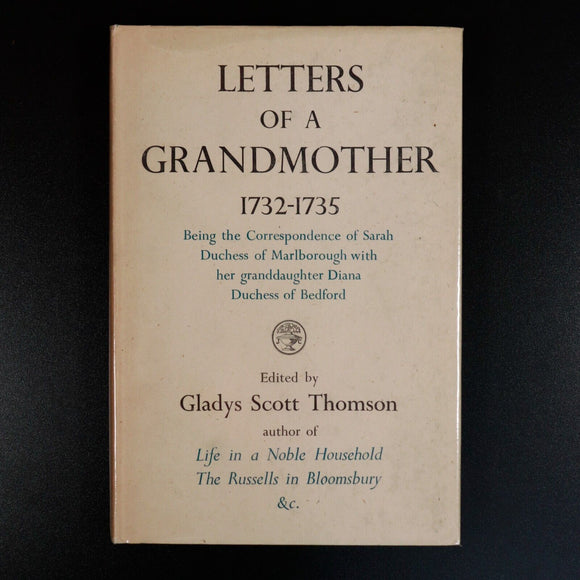 LETTERS
OF A
GRANDMOTHER
1732-1735
Being the Correspondence of Sarah
Duchess of Marlborough with
her granddaughter Diana
Duchess of Bedford
Edited by
Gladys Scott Thomson
author of
Life in a Noble Household
The Russells in Bloomsbury
&c.